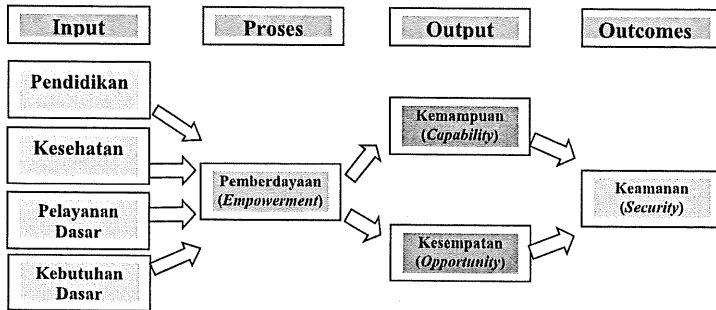 Input
Proses
Output
Outcomes
Pendidikan
Kesehatan
Pelayanan
Dasar
Kebutuhan
Dasar
Pemberdayaan
(Empowerment)
Kemampuan
(Capability)
Kesempatan
(Opportunity)
Keamanan
(Security)